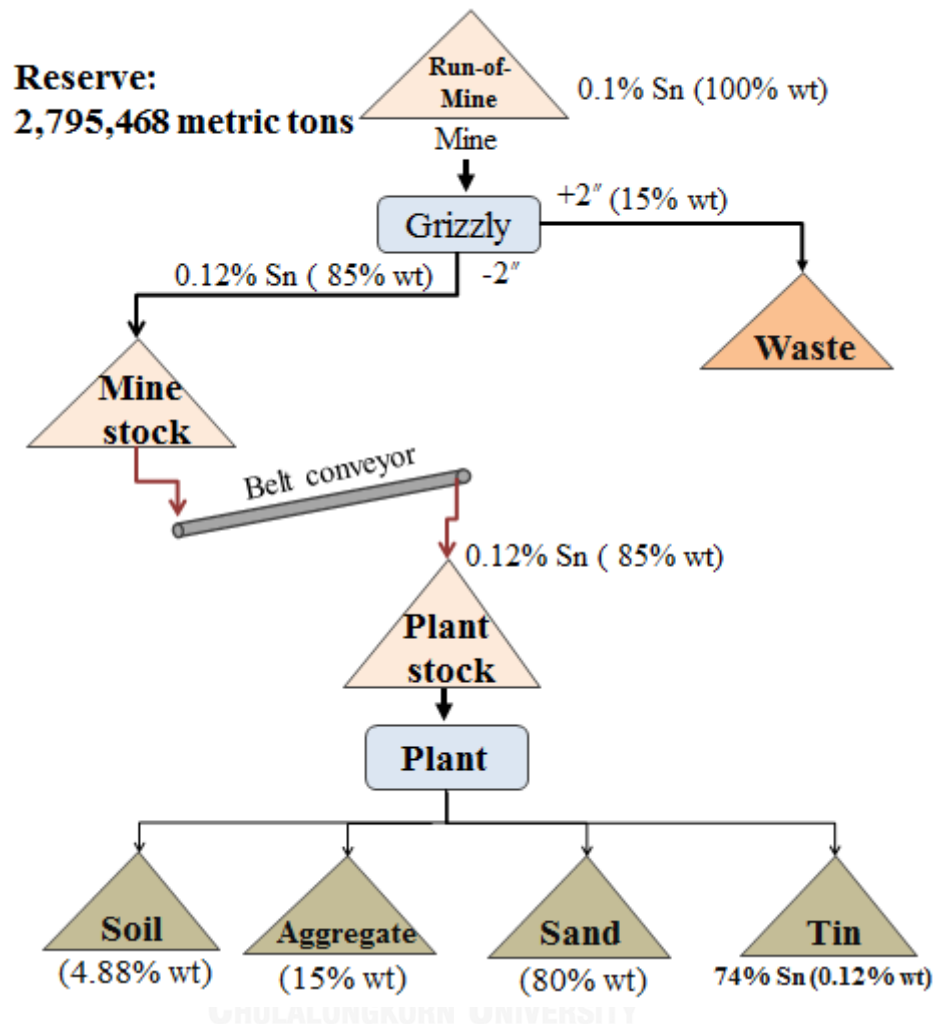 Reserve:
2,795,468 metric tons
Run-of-
Mine
0.1% Sn (100% wt)
Mine
Grizzly
+2″ (15% wt)
0.12% Sn ( 85% wt)
-2″
Waste
Mine
stock
Belt conveyor
0.12% Sn ( 85% wt)
Plant
stock
Plant
Soil
Aggregate
Sand
Tin
(4.88% wt)
(15% wt)
(80% wt)
74% Sn (0.12% wt)
CHULALONGKORN UNIVERSITY